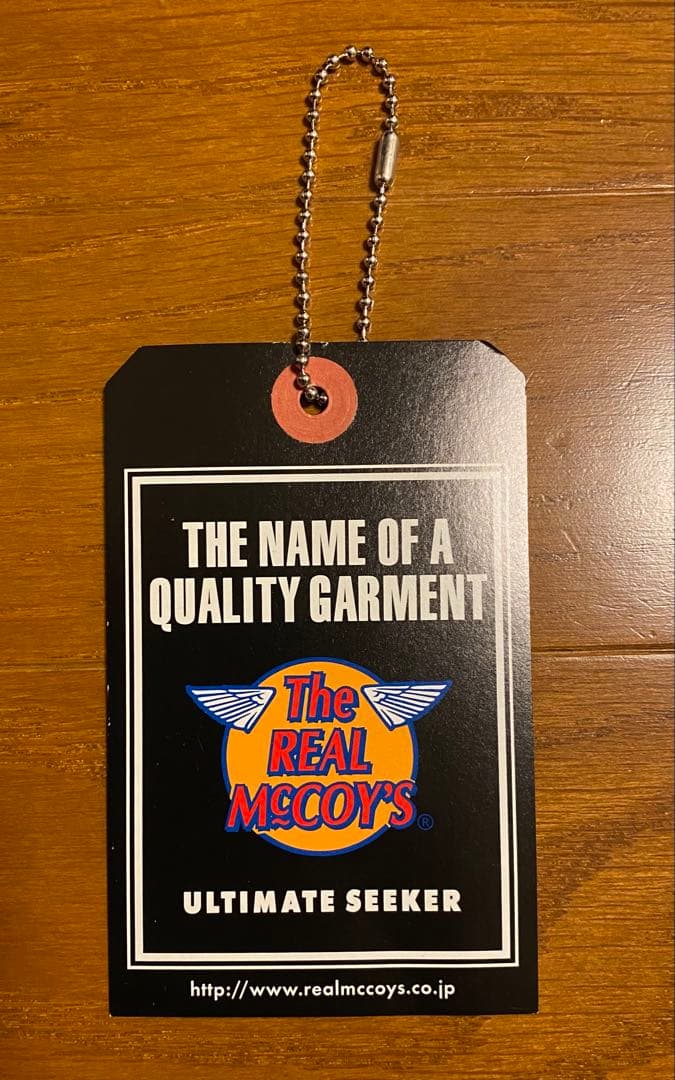 THE NAME OF A
QUALITY GARMENT
The
REAL
McCOY'S ®
ULTIMATE SEEKER
http://www.realmccoys.co.jp